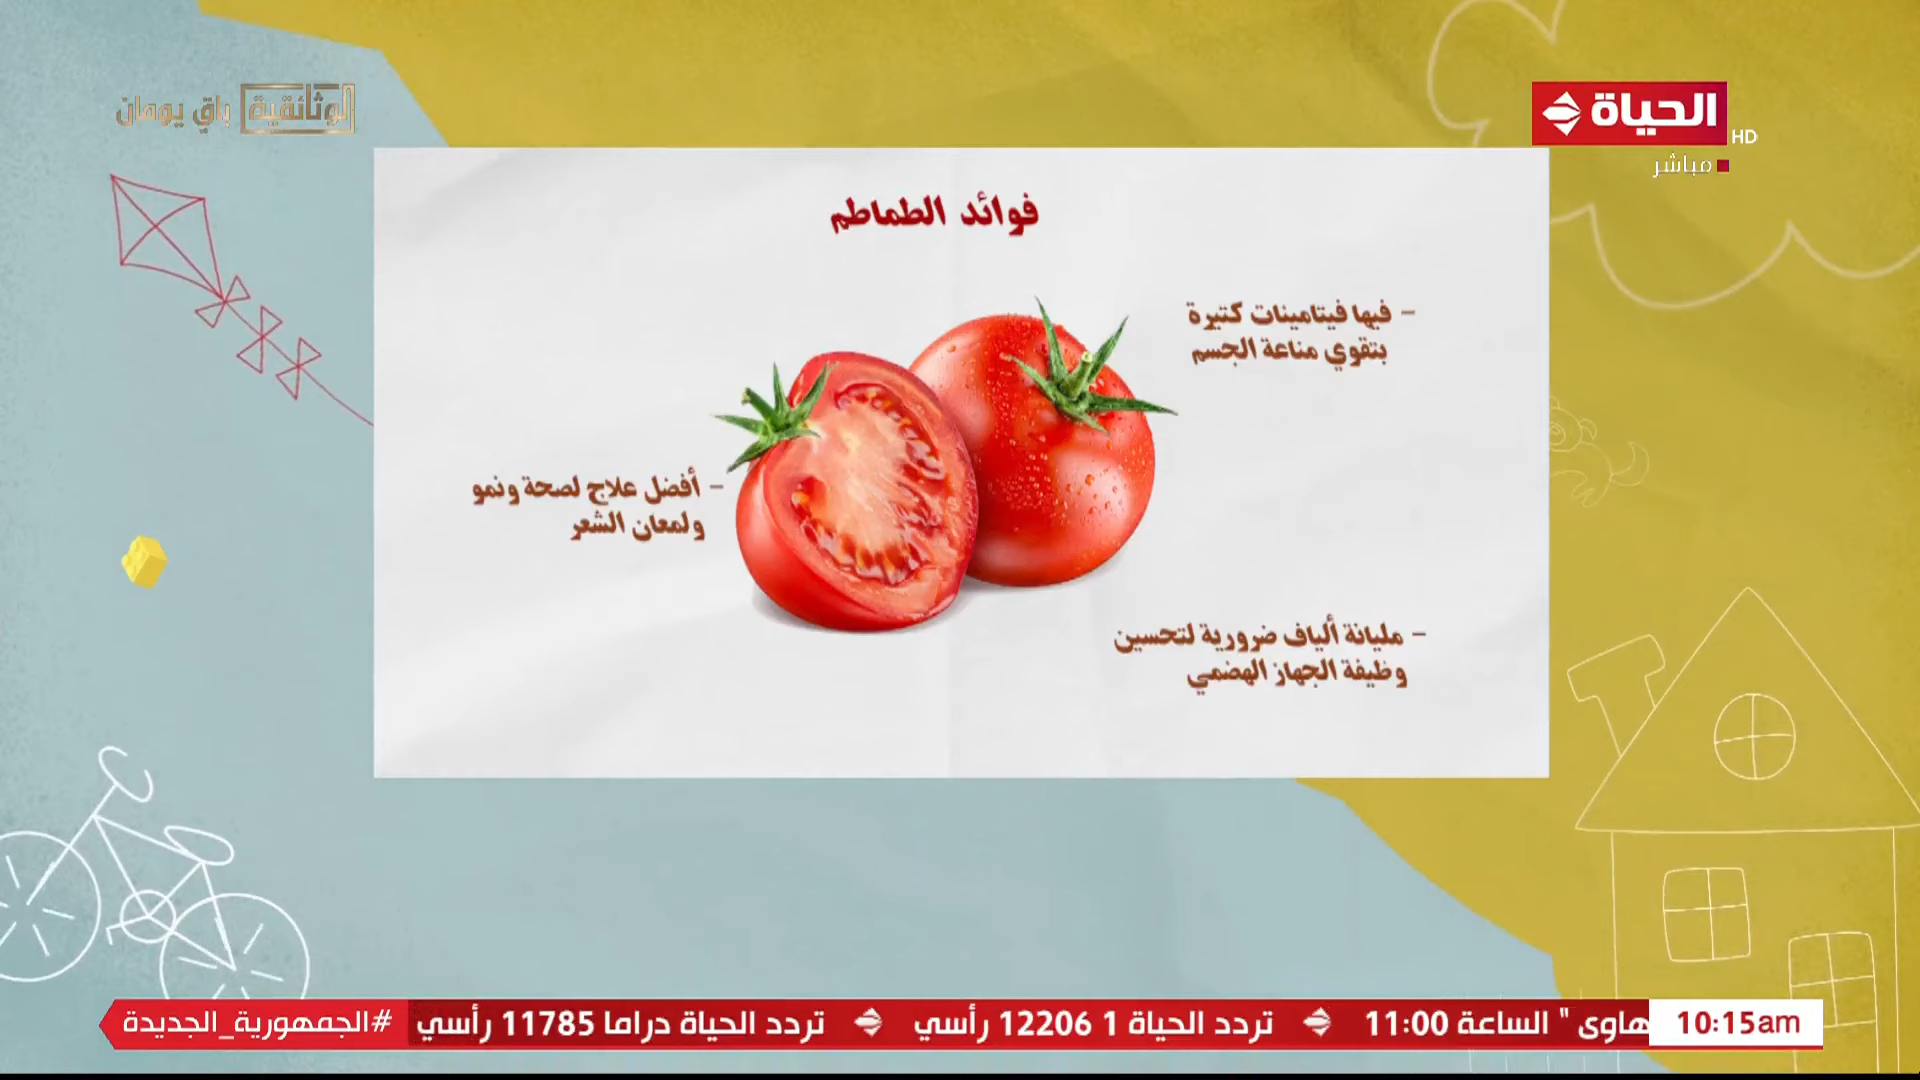 الوثائقية باقي يومان
الحياة
HD
مباشر
فوائد الطماطم
- فيها فيتامينات كتيرة
بتقوي مناعة الجسم
- أفضل علاج لصحة ونمو
ولمعان الشعر
- مليانة ألياف ضرورية لتحسين
وظيفة الجهاز الهضمي
10:15am
هاوى " الساعة 11:00 تردد الحياة 1 12206 رأسي تردد الحياة دراما 11785 رأسي
#الجمهورية_الجديدة